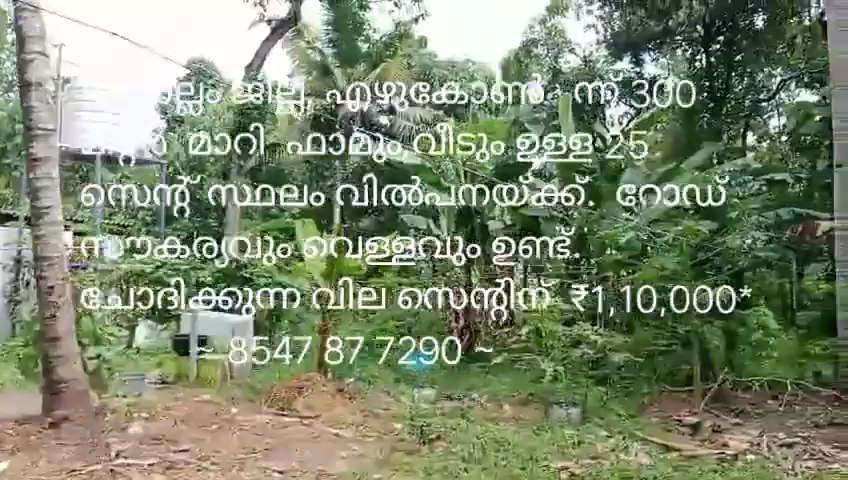 ജില്ല, എഴുകോൺ 300
മാറി ഫാമും വീടും ഉള്ള 25
സെന്റ് സ്ഥലം വിൽപനയ്ക്ക്. റോഡ്
സൗകര്യവും വെള്ളവും ഉണ്ട്.
ചോദിക്കുന്ന വില സെന്റിന് ₹1,10,000*
~ 8547 87 7290 ~